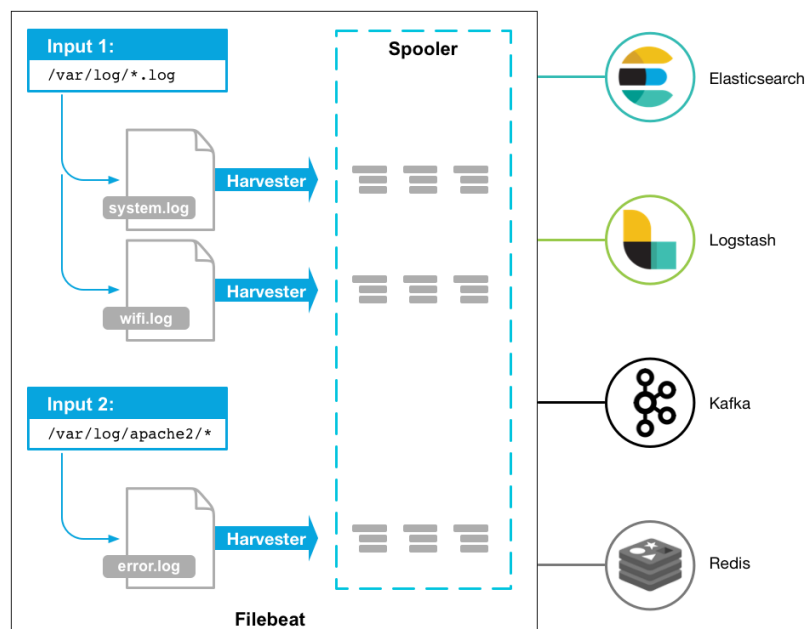 Input 1:
/var/log/*.log
system.log
Harvester
wifi.log
Harvester
Input 2:
/var/log/apache2/*
error.log
Harvester
Spooler
Filebeat
Elasticsearch
Logstash
Kafka
Redis